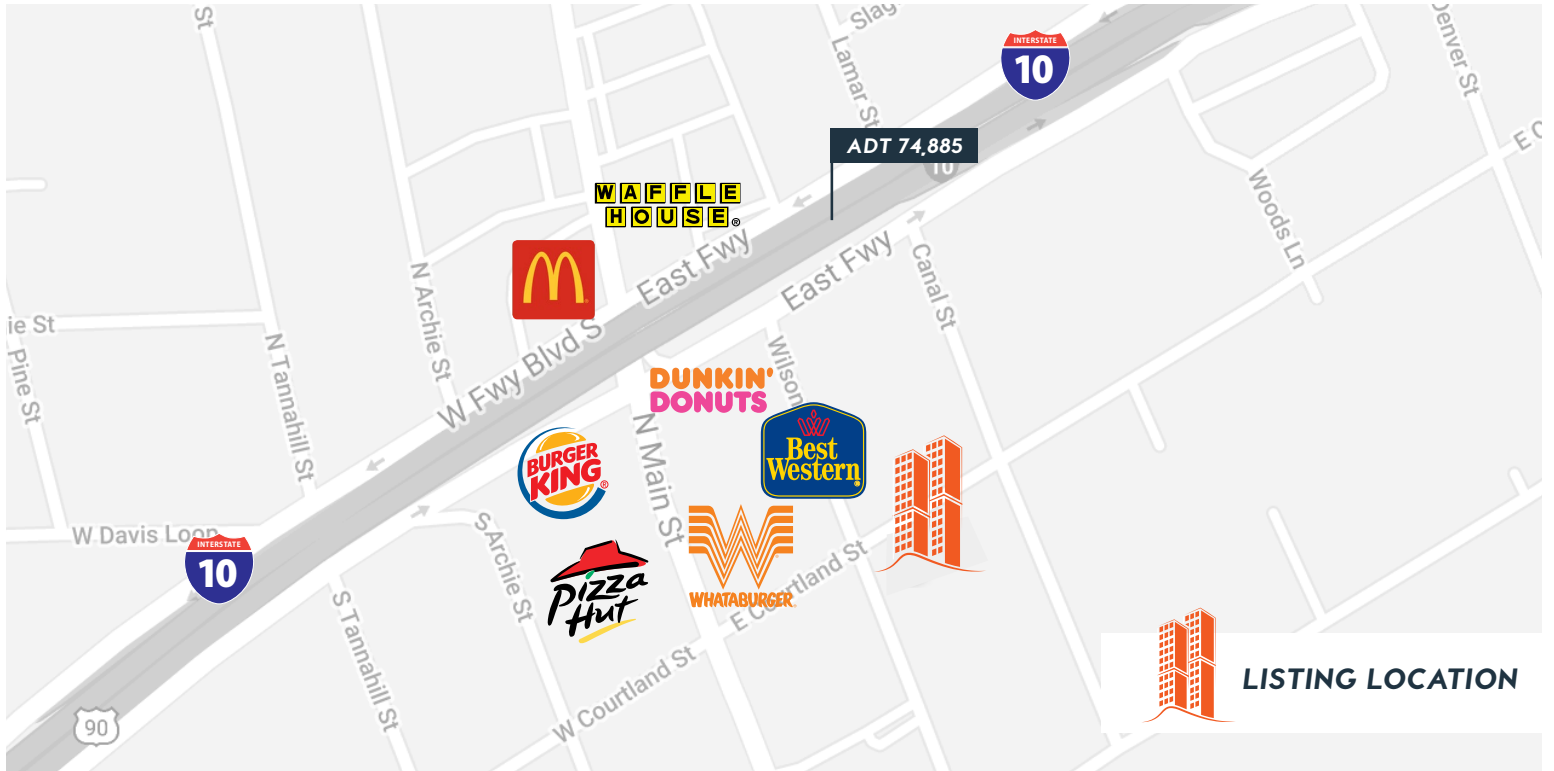 St
Slag
Lamar St
INTERSTATE
10
Denver St
ADT 74,885
10
E C
WAFFLE
HOUSE®
Woods Ln
East Fwy
East Fwy
Canal St
N Archie St
ie St
Pine St
N Tannahill St
W Fwy Blvd S
Wilson
DUNKIN'
DONUTS
N Main St
Best
Western®
BURGER
KING®
W Davis Loop
INTERSTATE
10
S Archie St
WHATABURGER
Pizza
Hut
E Courtland St
S Tannahill St
W Courtland St
LISTING LOCATION
90